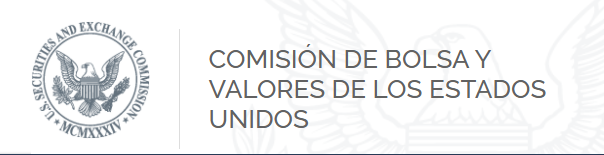 U.S. SECURITIES AND EXCHANGE COMMISSION
MCMXXXIV
COMISIÓN DE BOLSA Y
VALORES DE LOS ESTADOS
UNIDOS